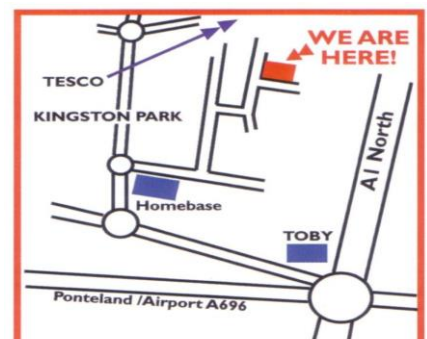 WE ARE
HERE!
TESCO
KINGSTON PARK
A1 North
Homebase
TOBY
Ponteland /Airport A696